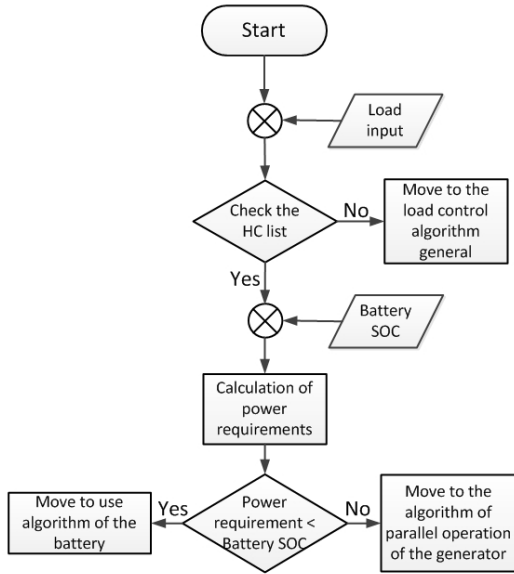 Start
Load
input
Check the
HC list
No
Move to the
load control
algorithm
general
Yes
Battery
SOC
Calculation of
power
requirements
Power
requirement <
Battery SOC
Yes
Move to use
algorithm of the
battery
No
Move to the
algorithm of
parallel operation
of the generator